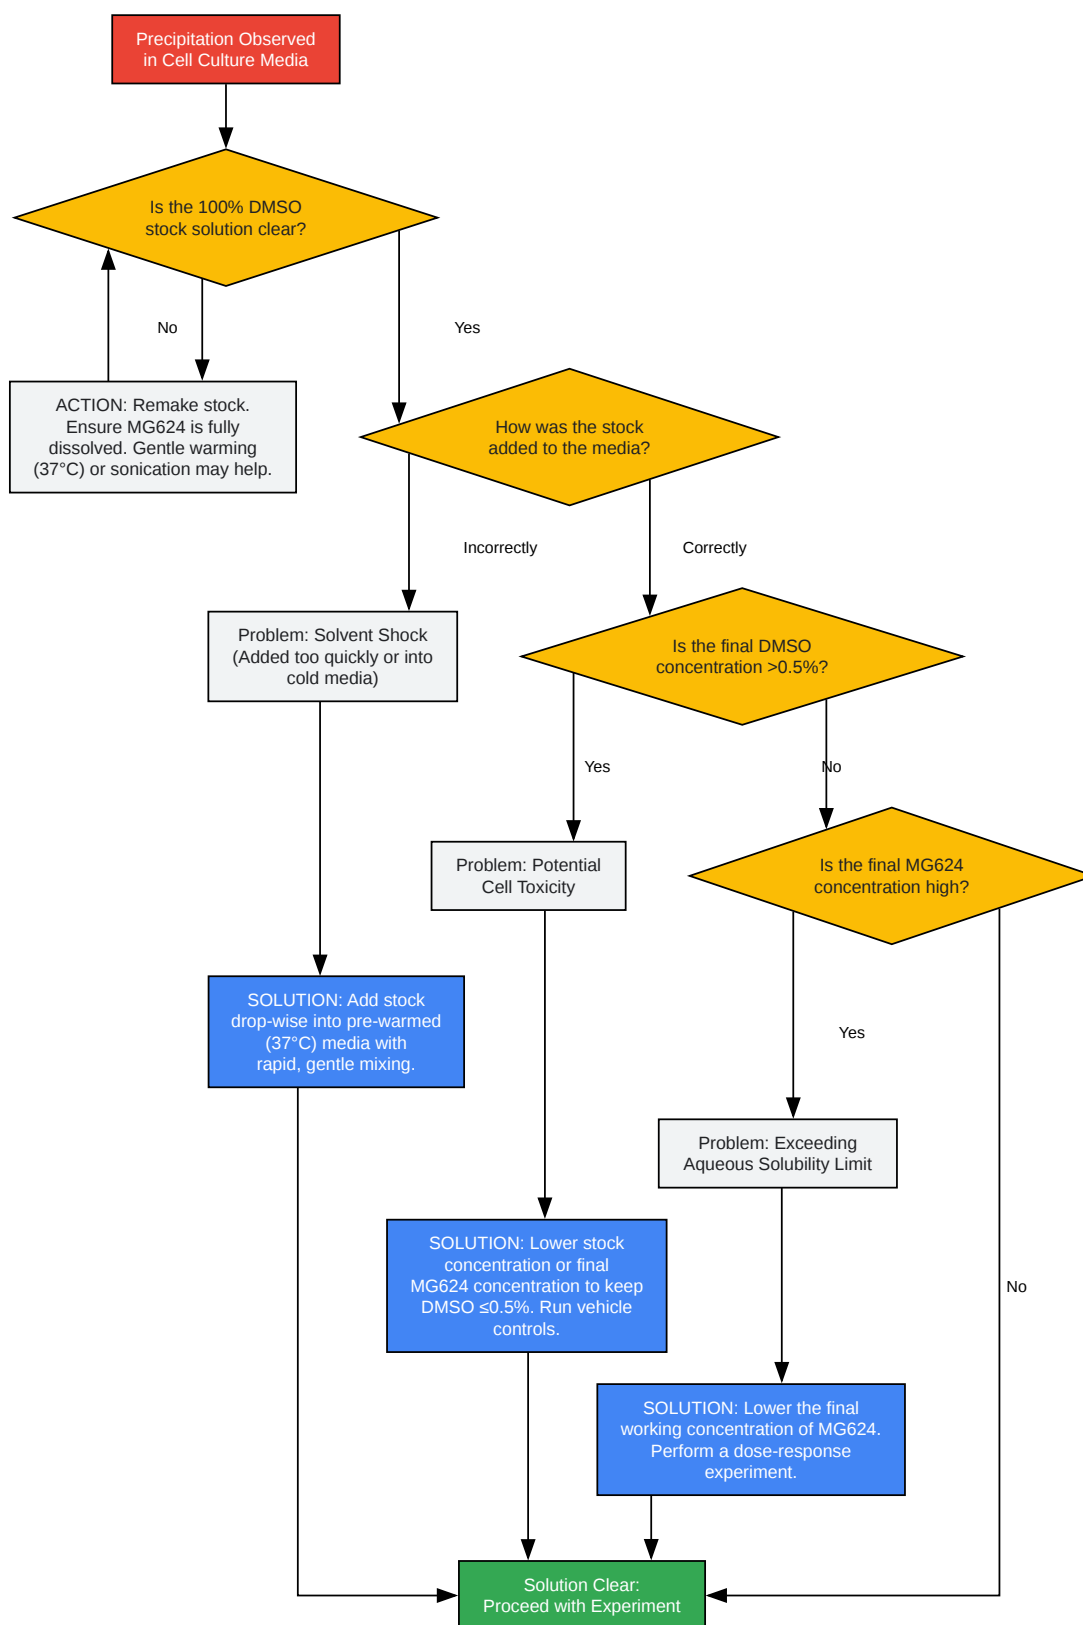 Precipitation Observed
in Cell Culture Media
Is the 100% DMSO
stock solution clear?
No
Yes
ACTION: Remake stock.
Ensure MG624 is fully
dissolved. Gentle warming
(37°C) or sonication may help.
How was the stock
added to the media?
Incorrectly
Correctly
Problem: Solvent Shock
(Added too quickly or into
cold media)
Is the final DMSO
concentration >0.5%?
Yes
No
Problem: Potential
Cell Toxicity
Is the final MG624
concentration high?
SOLUTION: Add stock
drop-wise into pre-warmed
(37°C) media with
rapid, gentle mixing.
Yes
Problem: Exceeding
Aqueous Solubility Limit
SOLUTION: Lower stock
concentration or final
MG624 concentration to keep
DMSO ≤0.5%. Run vehicle
controls.
No
SOLUTION: Lower the final
working concentration of MG624.
Perform a dose-response
experiment.
Solution Clear:
Proceed with Experiment